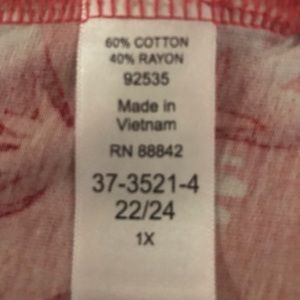 60% COTTON
40% RAYON
92535
Made in
Vietnam
RN 88842
37-3521-4
22/24
1X